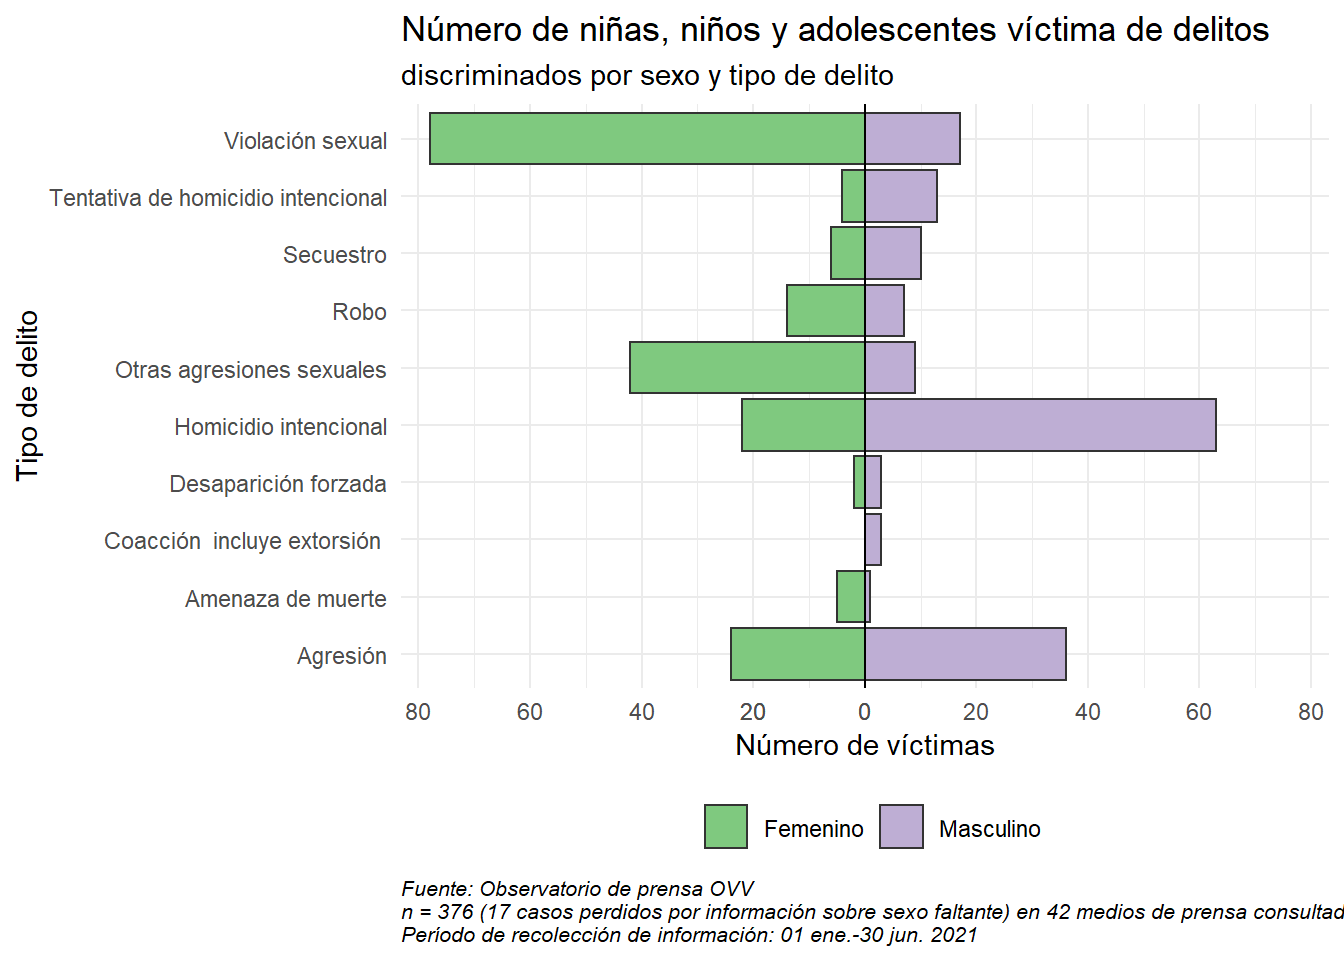 Número de niñas, niños y adolescentes víctima de delitos
discriminados por sexo y tipo de delito
Tipo de delito
Violación sexual
Tentativa de homicidio intencional
Secuestro
Robo
Otras agresiones sexuales
Homicidio intencional
Desaparición forzada
Coacción  incluye extorsión
Amenaza de muerte
Agresión
80 60 40 20 0 20 40 60 80
Número de víctimas
Femenino Masculino
Fuente: Observatorio de prensa OVV
n = 376 (17 casos perdidos por información sobre sexo faltante) en 42 medios de prensa consultad
Período de recolección de información: 01 ene.-30 jun. 2021